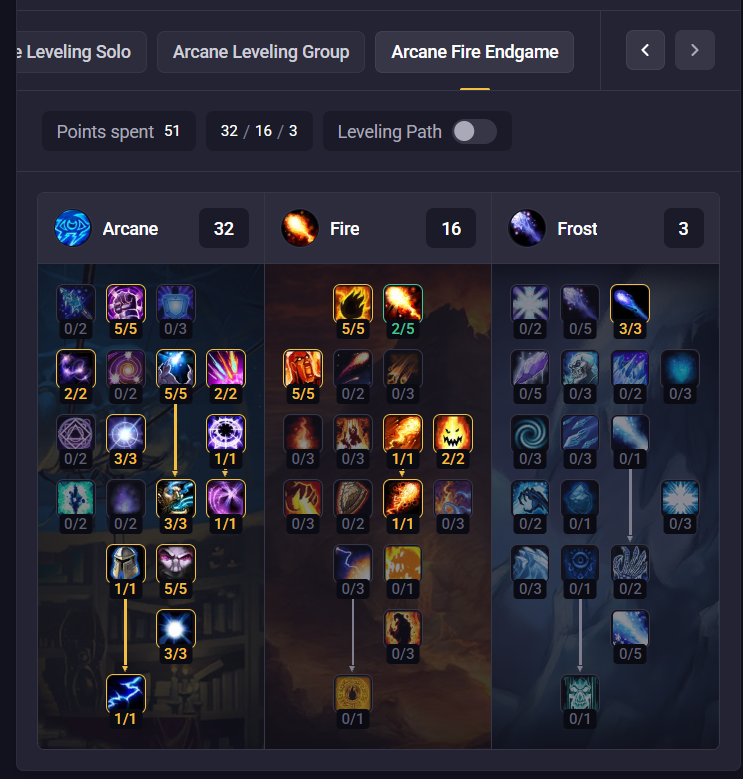 e Leveling Solo Arcane Leveling Group Arcane Fire Endgame
Points spent 51 32 / 16 / 3 Leveling Path
Arcane 32 Fire 16 Frost 3
0/2 5/5 0/3 5/5 2/5 0/2 0/5 3/3
2/2 0/2 5/5 2/2 5/5 0/2 0/3 0/5 0/3 0/2 0/3
0/2 3/3 1/1 0/3 0/3 1/1 2/2 0/3 0/3 0/1
0/2 0/2 3/3 1/1 0/3 0/2 1/1 0/3 0/2 0/1 0/3
1/1 5/5 0/3 0/1 0/3 0/1 0/2
3/3 0/3 0/5
1/1 0/1 0/1